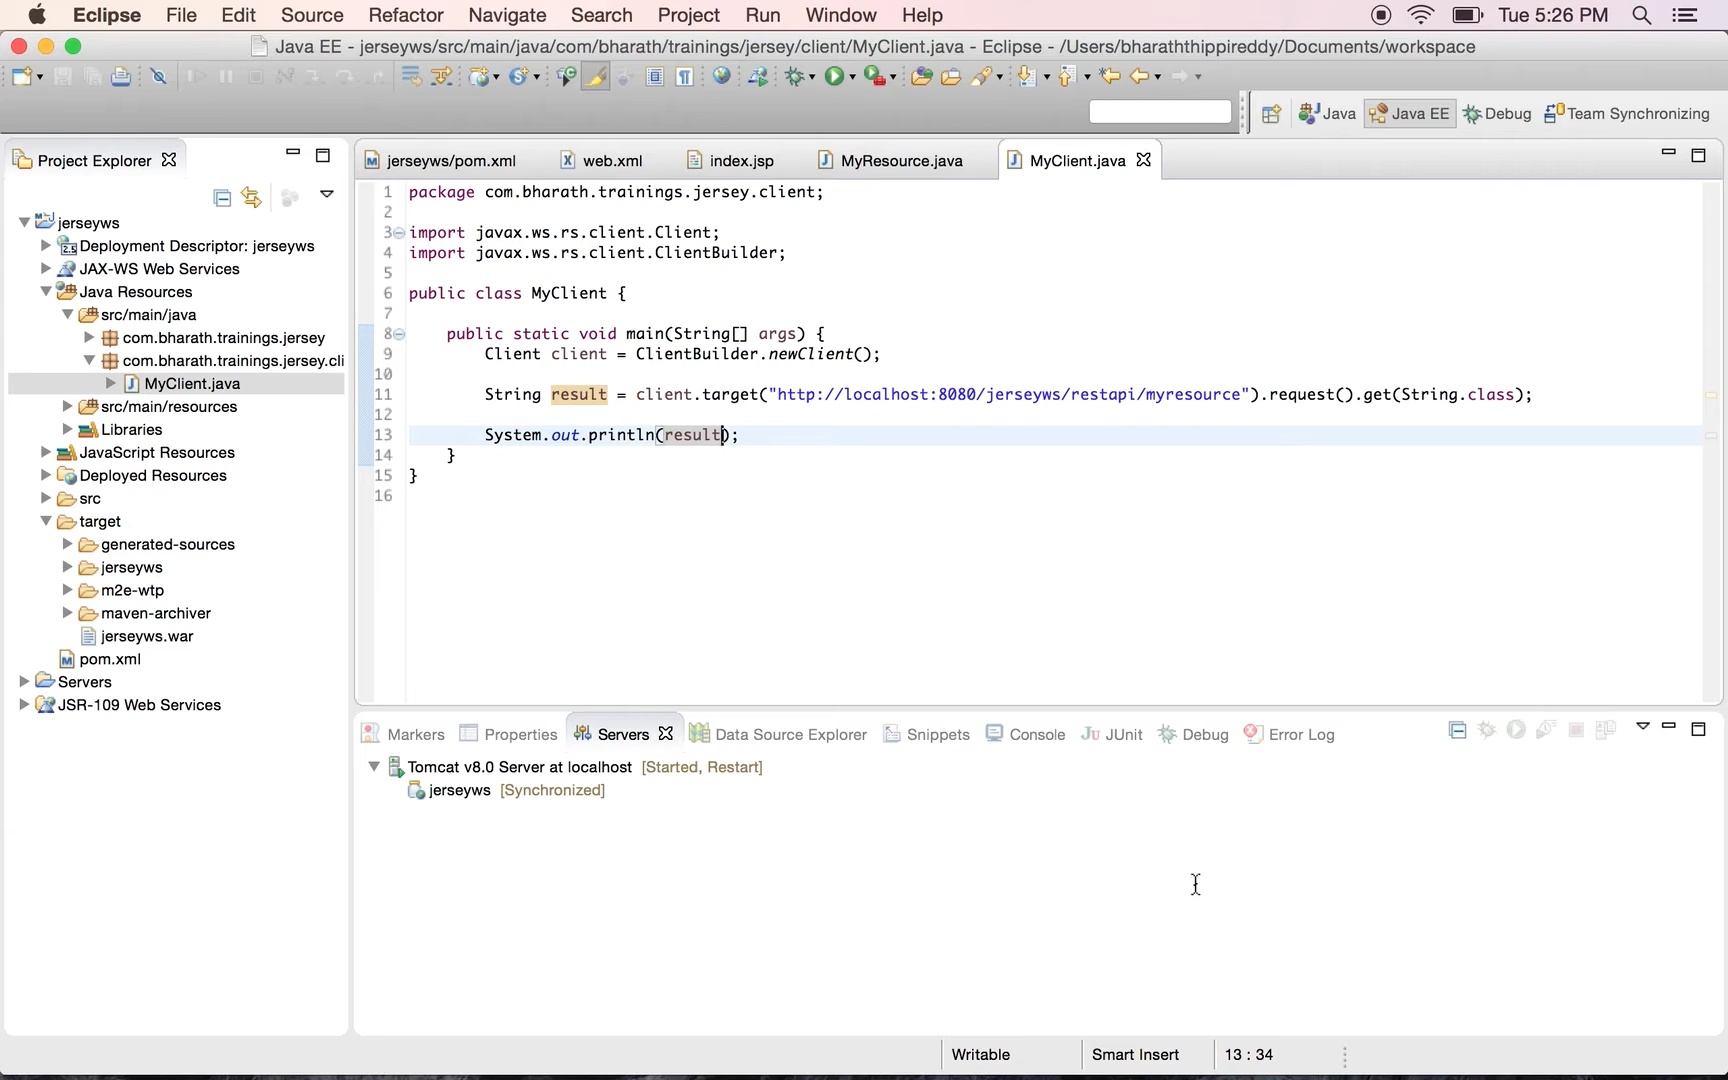 Eclipse File Edit Source Refactor Navigate Search Project Run Window Help Tue 5:26 PM
Java EE - jerseyws/src/main/java/com/bharath/trainings/jersey/client/MyClient.java - Eclipse - /Users/bharaththippireddy/Documents/workspace
Java Java EE Debug Team Synchronizing
Project Explorer
jerseyws
Deployment Descriptor: jerseyws
JAX-WS Web Services
Java Resources
src/main/java
com.bharath.trainings.jersey
com.bharath.trainings.jersey.cli
MyClient.java
src/main/resources
Libraries
JavaScript Resources
Deployed Resources
src
target
generated-sources
jerseyws
m2e-wtp
maven-archiver
jerseyws.war
pom.xml
Servers
JSR-109 Web Services
jerseyws/pom.xml web.xml index.jsp MyResource.java MyClient.java
1 package com.bharath.trainings.jersey.client;
2
3 import javax.ws.rs.client.Client;
4 import javax.ws.rs.client.ClientBuilder;
5
6 public class MyClient {
7
8 public static void main(String[] args) {
9 Client client = ClientBuilder.newClient();
10
11 String result = client.target("http://localhost:8080/jerseyws/restapi/myresource").request().get(String.class);
12
13 System.out.println(result);
14 }
15 }
16
Markers Properties Servers Data Source Explorer Snippets Console Ju JUnit Debug Error Log
Tomcat v8.0 Server at localhost [Started, Restart]
jerseyws [Synchronized]
Writable Smart Insert 13 : 34